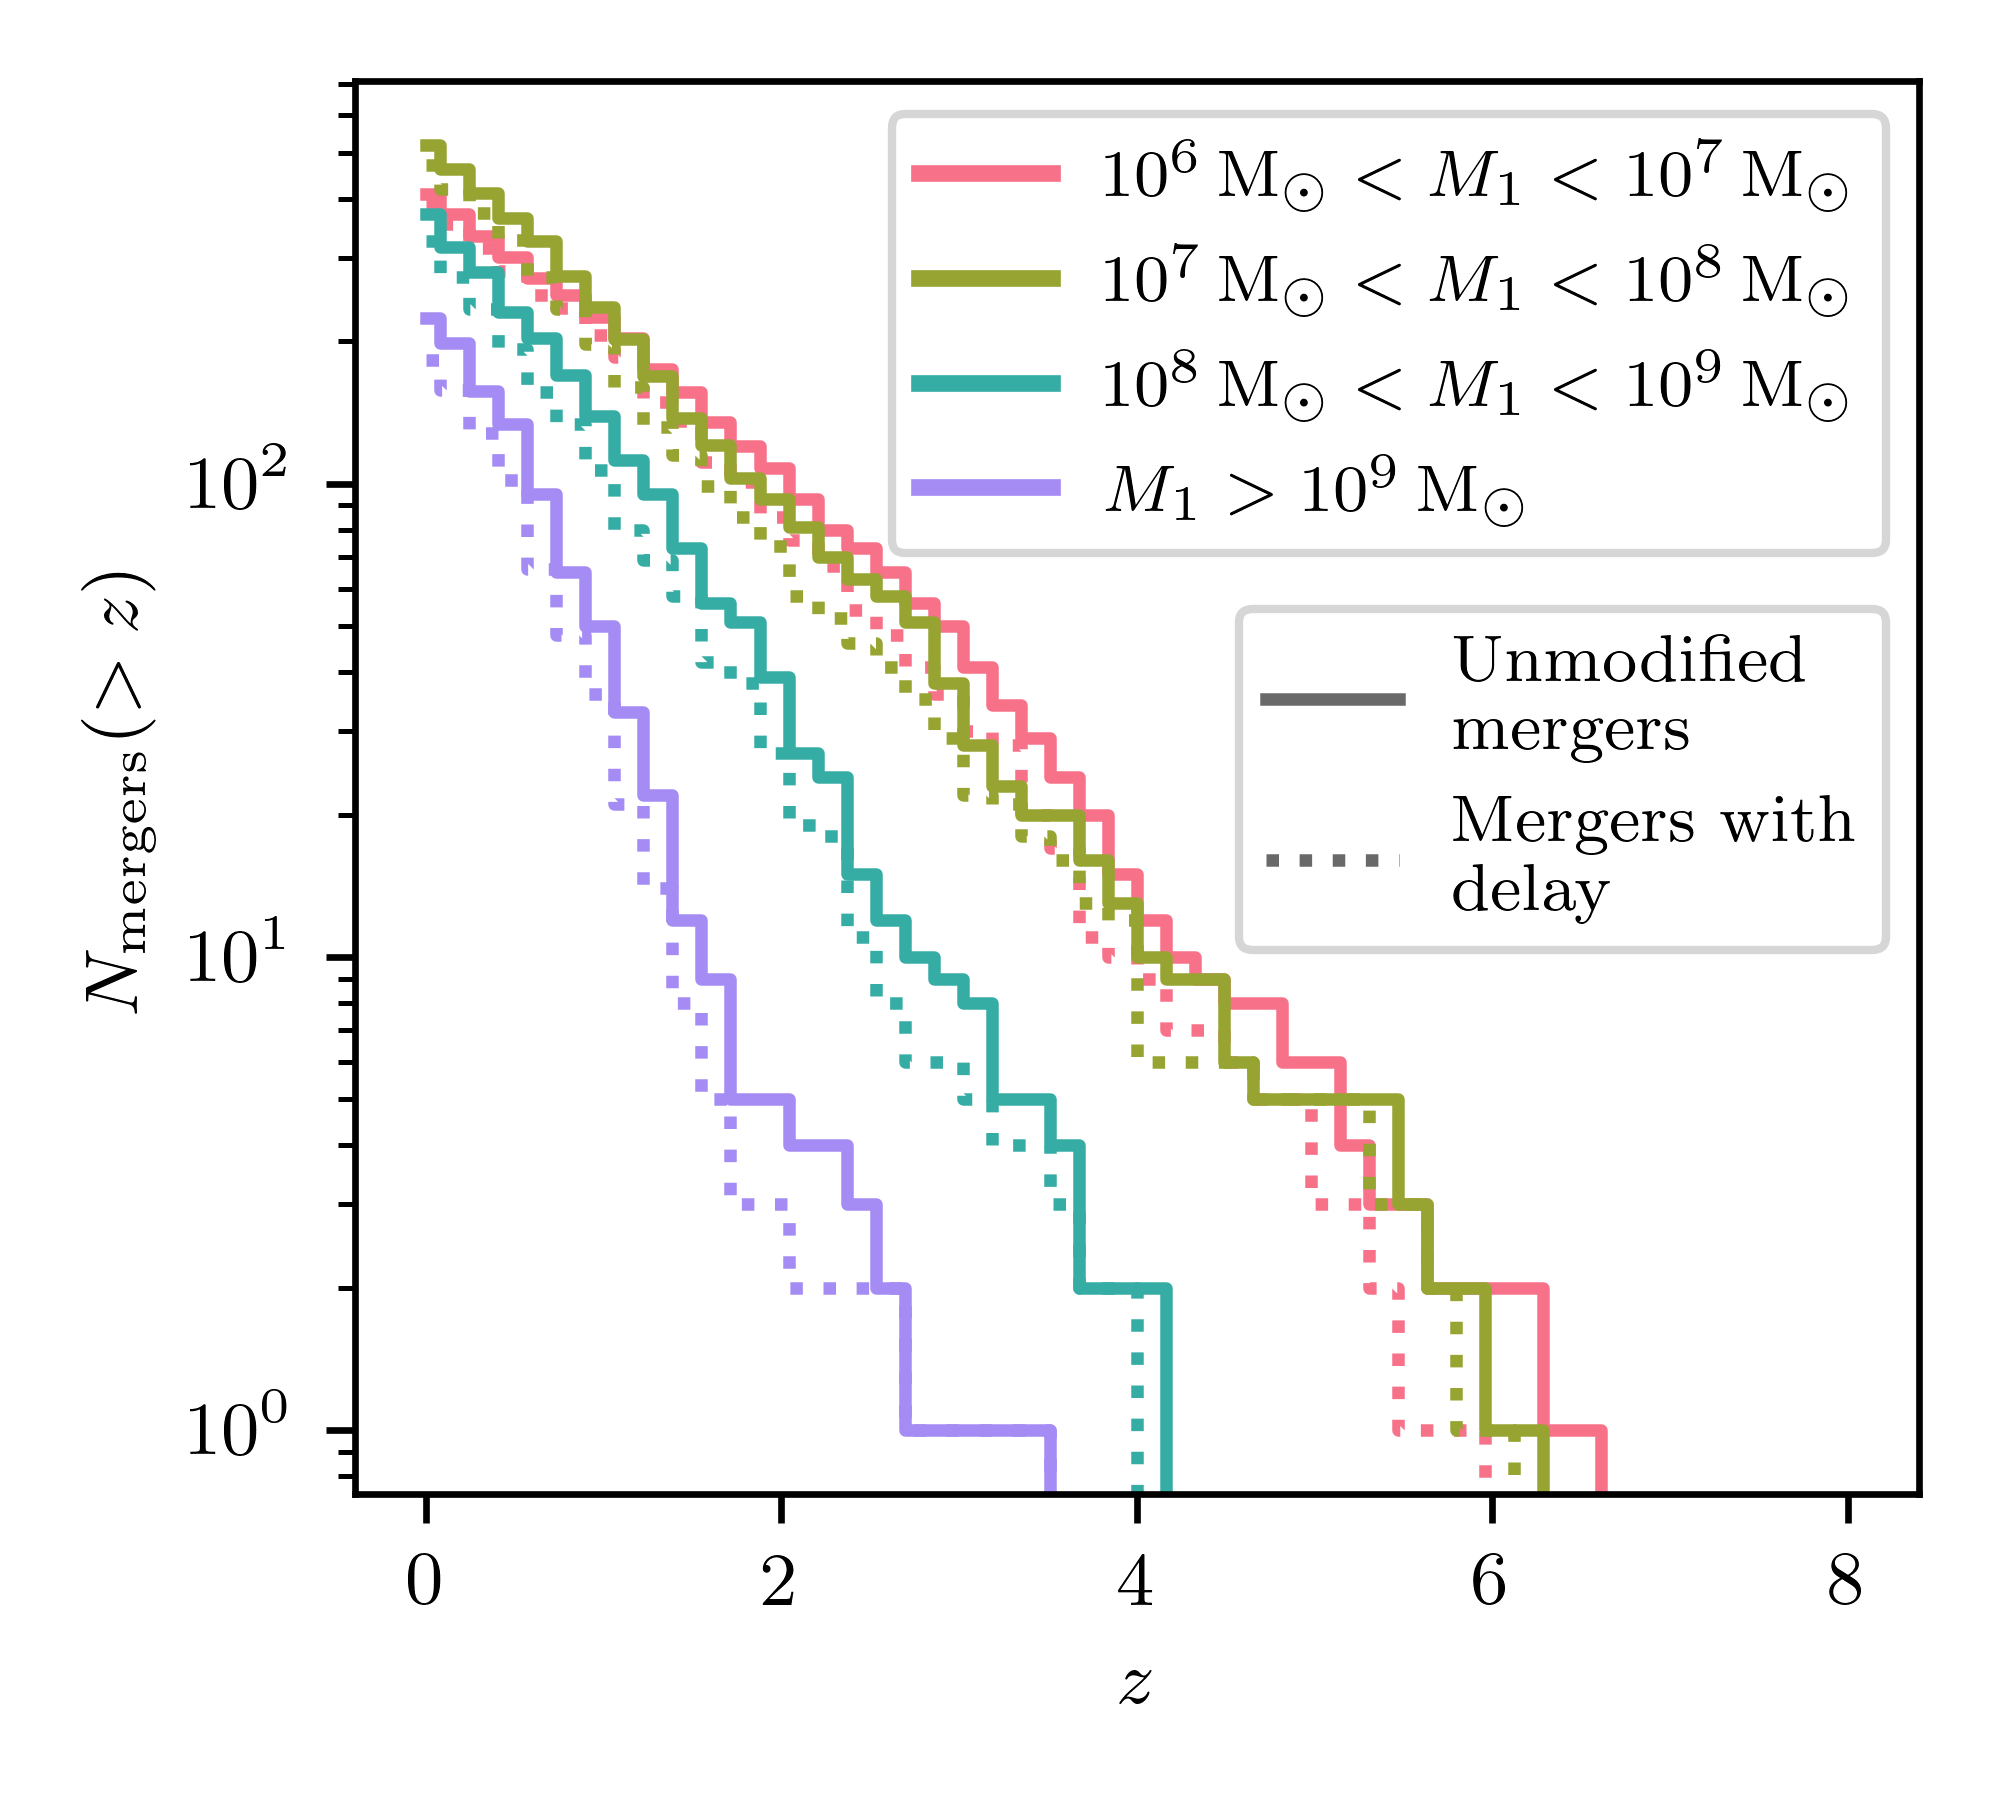 10⁶ M☉ < M₁ < 10⁷ M☉
10⁷ M☉ < M₁ < 10⁸ M☉
10⁸ M☉ < M₁ < 10⁹ M☉
M₁ > 10⁹ M☉
Unmodified
mergers
Mergers with
delay
N_mergers(> z)
10²
10¹
10⁰
0 2 4 6 8
z